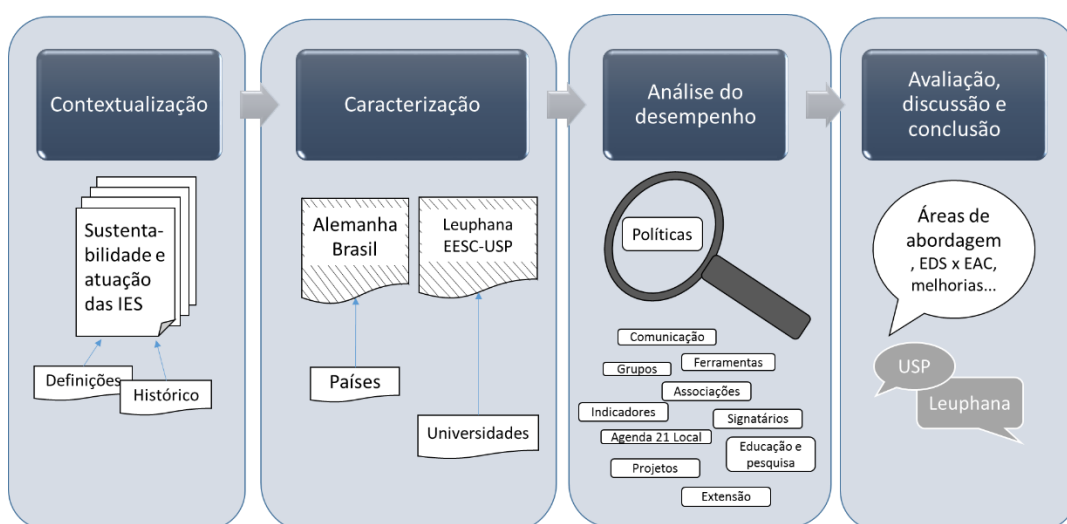 Contextualização
Sustenta-
bilidade e
atuação
das IES
Definições
Histórico
Caracterização
Alemanha
Brasil
Leuphana
EESC-USP
Países
Universidades
Análise do
desempenho
Políticas
Comunicação
Grupos
Ferramentas
Associações
Indicadores
Signatários
Agenda 21 Local
Educação e
pesquisa
Projetos
Extensão
Avaliação,
discussão e
conclusão
Áreas de
abordagem
, EDS x EAC,
melhorias...
USP
Leuphana